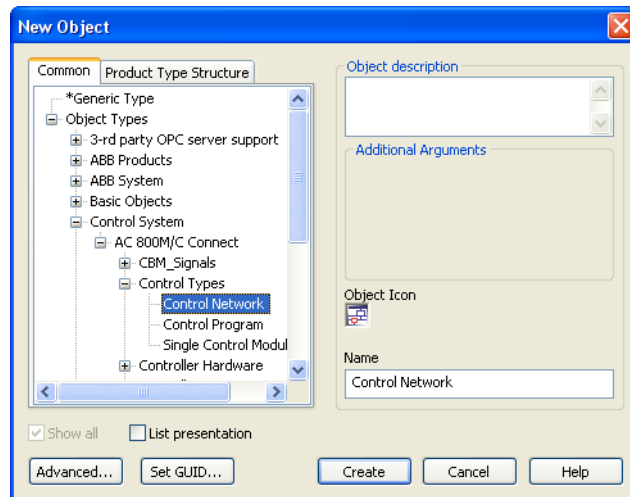 New Object
Common
Product Type Structure
*Generic Type
Object Types
3-rd party OPC server support
ABB Products
ABB System
Basic Objects
Control System
AC 800M/C Connect
CBM_Signals
Control Types
Control Network
Control Program
Single Control Modul
Controller Hardware
Object description
Additional Arguments
Object Icon
Name
Control Network
Show all
List presentation
Advanced...
Set GUID...
Create
Cancel
Help